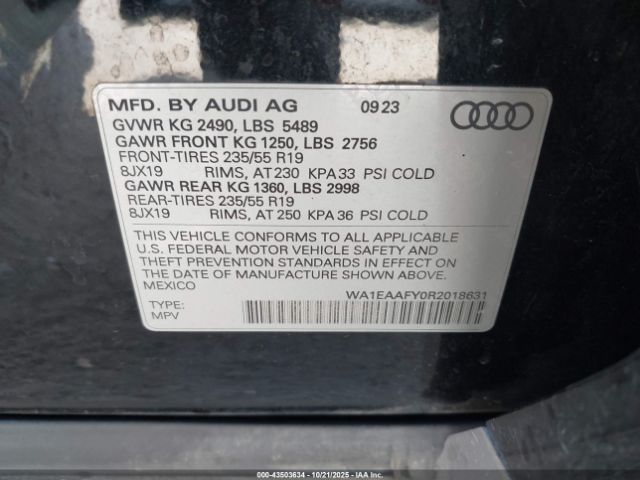 MFD. BY AUDI AG 09 23
GVWR KG 2490, LBS 5489
GAWR FRONT KG 1250, LBS 2756
FRONT-TIRES 235/55 R19
8JX19 RIMS, AT 230 KPA 33 PSI COLD
GAWR REAR KG 1360, LBS 2998
REAR-TIRES 235/55 R19
8JX19 RIMS, AT 250 KPA 36 PSI COLD
THIS VEHICLE CONFORMS TO ALL APPLICABLE
U.S. FEDERAL MOTOR VEHICLE SAFETY AND
THEFT PREVENTION STANDARDS IN EFFECT ON
THE DATE OF MANUFACTURE SHOWN ABOVE.
MEXICO
WA1EAAFY0R2018631
TYPE:
MPV
000-43503634 | 10/21/2025 | IAA Inc.